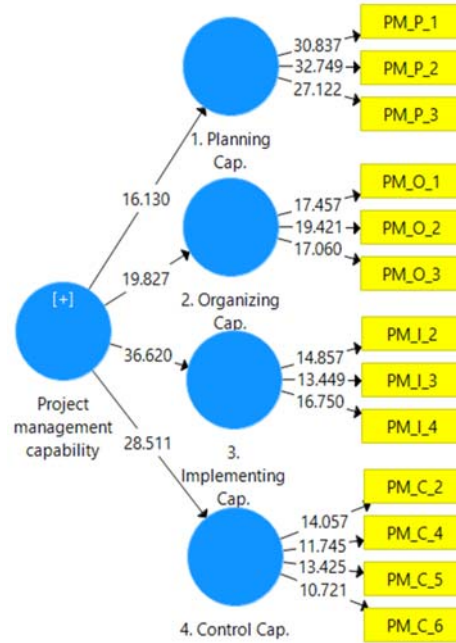 PM_P_1
30.837
32.749
PM_P_2
27.122
PM_P_3
1. Planning
Cap.
16.130
PM_O_1
17.457
19.421
PM_O_2
17.060
PM_O_3
19.827
[+]
2. Organizing
Cap.
36.620
PM_I_2
14.857
13.449
PM_I_3
16.750
PM_I_4
Project
management
capability
28.511
3.
Implementing
Cap.
PM_C_2
14.057
11.745
PM_C_4
13.425
PM_C_5
10.721
PM_C_6
4. Control Cap.